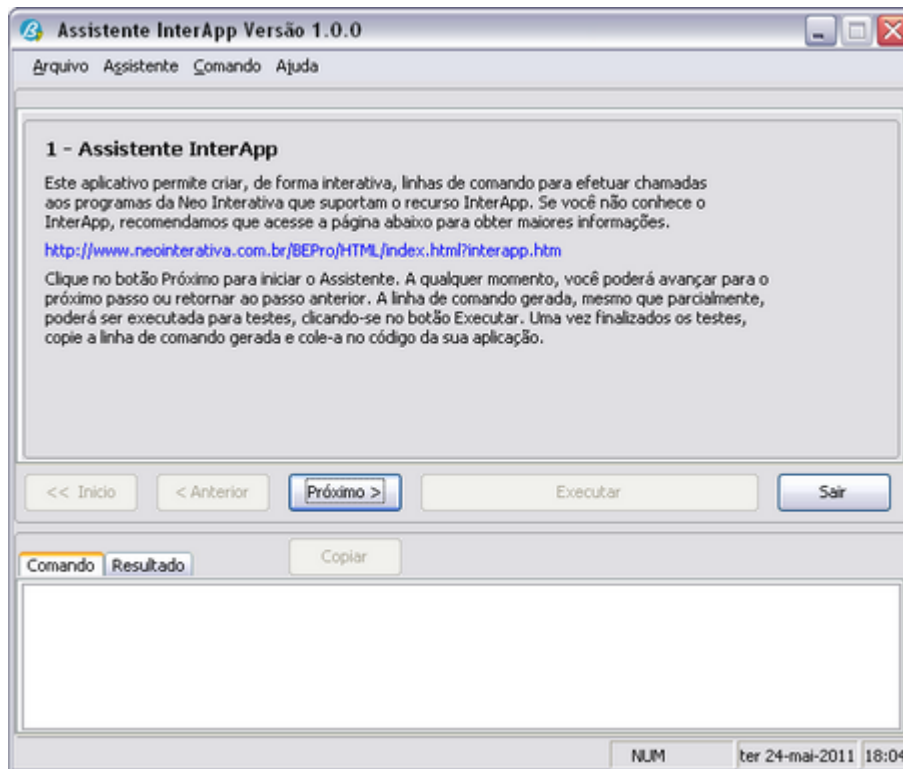 Assistente InterApp Versão 1.0.0
Arquivo Assistente Comando Ajuda
1 - Assistente InterApp
Este aplicativo permite criar, de forma interativa, linhas de comando para efetuar chamadas
aos programas da Neo Interativa que suportam o recurso InterApp. Se você não conhece o
InterApp, recomendamos que acesse a página abaixo para obter maiores informações.
http://www.neointerativa.com.br/BEPro/HTML/index.html?interapp.htm
Clique no botão Próximo para iniciar o Assistente. A qualquer momento, você poderá avançar para o
próximo passo ou retornar ao passo anterior. A linha de comando gerada, mesmo que parcialmente,
poderá ser executada para testes, clicando-se no botão Executar. Uma vez finalizados os testes,
copie a linha de comando gerada e cole-a no código da sua aplicação.
<< Inicio < Anterior Próximo > Executar Sair
Comando Resultado Copiar
NUM ter 24-mai-2011 18:04